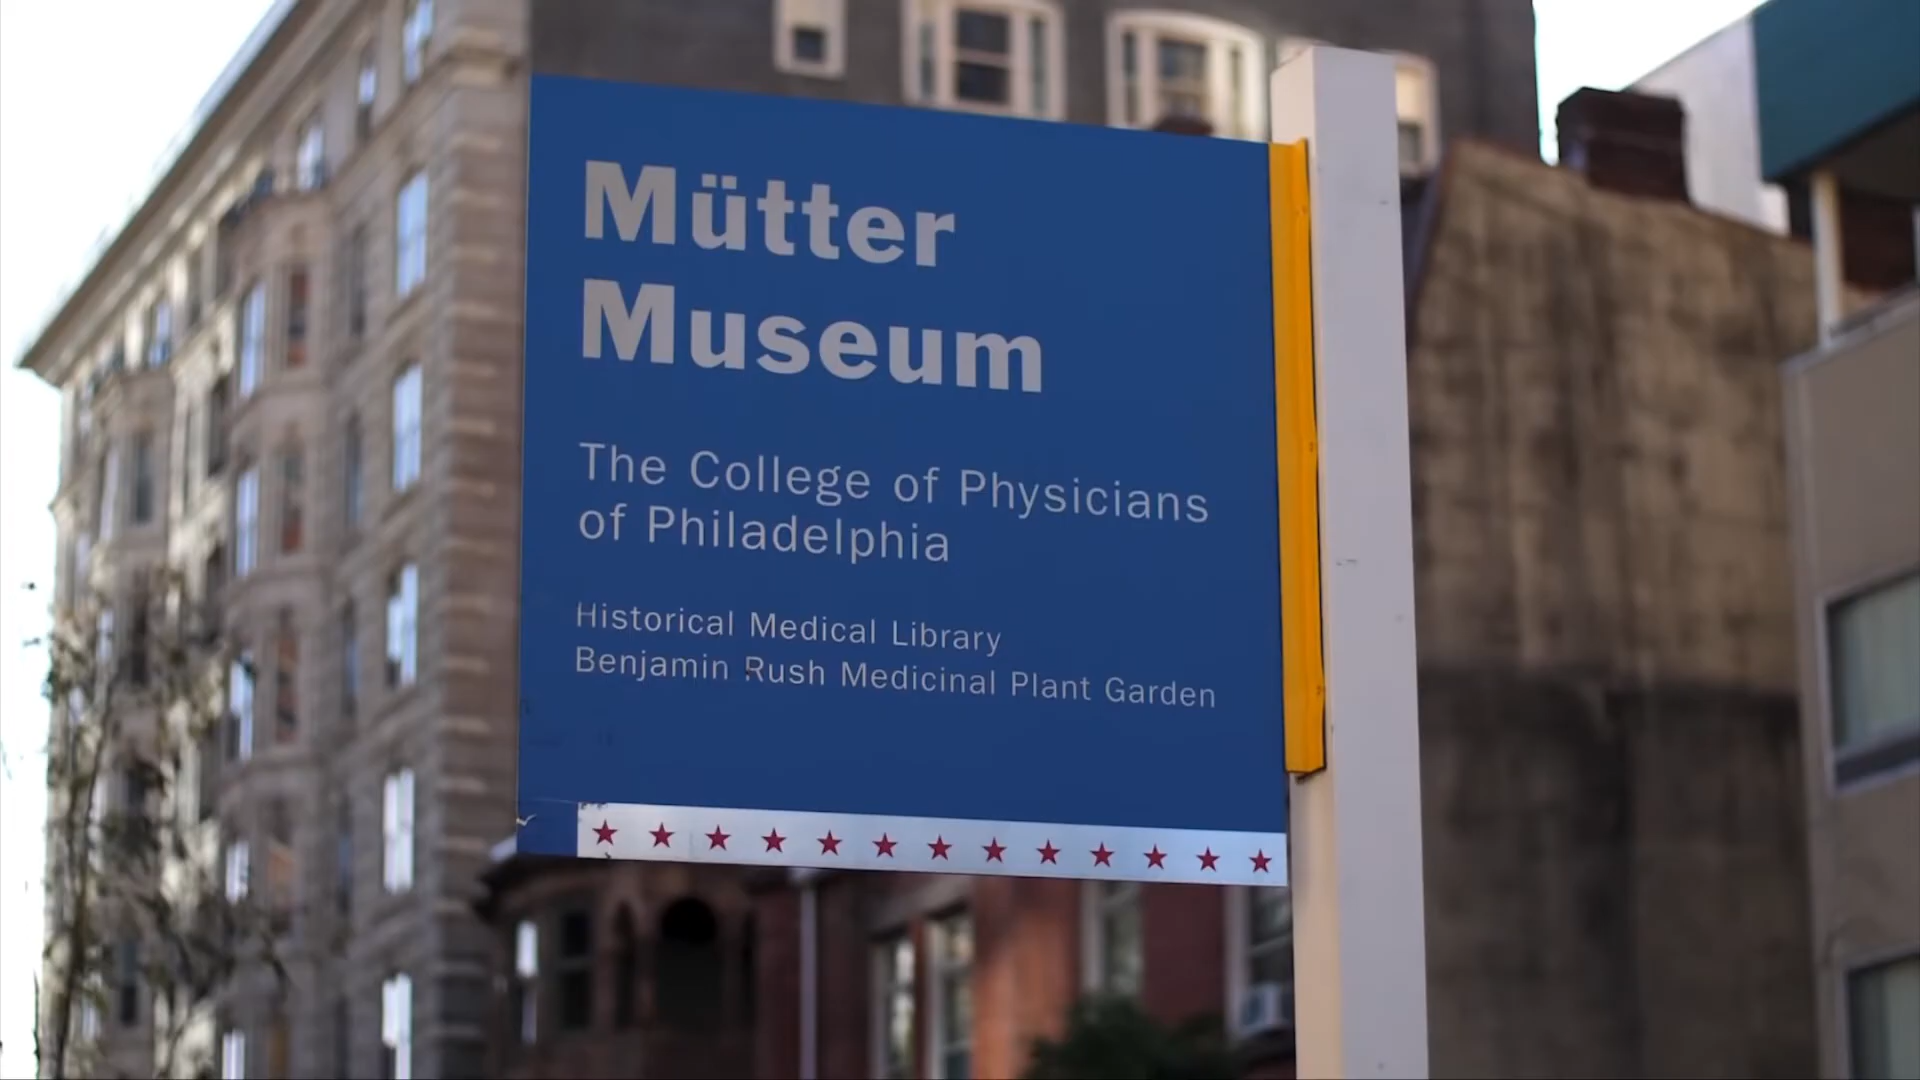 Mütter
Museum
The College of Physicians
of Philadelphia
Historical Medical Library
Benjamin Rush Medicinal Plant Garden